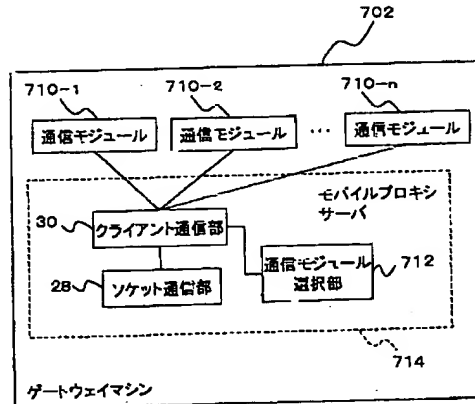 702
710-1
710-2
710-n
通信モジュール
通信モジュール
…
通信モジュール
モバイルプロキシ
サーバ
30
クライアント通信部
712
通信モジュール
選択部
28
ソケット通信部
714
ゲートウェイマシン